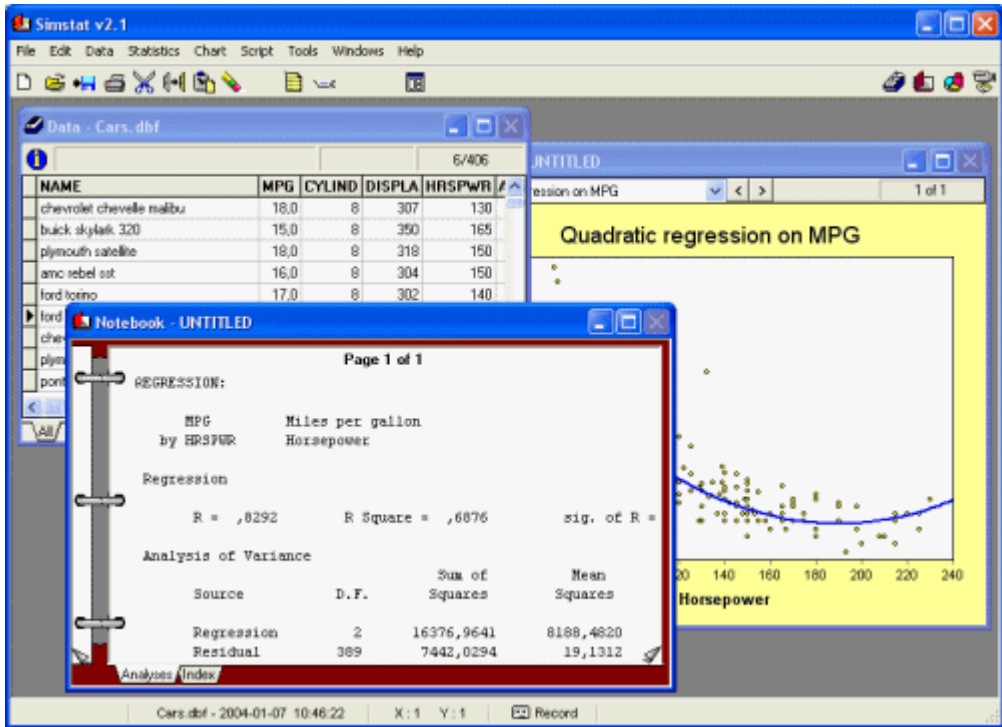 Simstat v2.1
File Edit Data Statistics Chart Script Tools Windows Help
Data - Cars.dbf
6/406
NAME MPG CYLIND DISPLA HRSPWR
chevrolet chevelle malibu 18,0 8 307 130
buick skylark 320 15,0 8 350 165
plymouth satellite 18,0 8 318 150
amc rebel sst 16,0 8 304 150
ford torino 17,0 8 302 140
ford
chev
plym
pont
All
UNTITLED
ression on MPG < > 1 of 1
Quadratic regression on MPG
20 140 160 180 200 220 240
Horsepower
Notebook - UNTITLED
Page 1 of 1
REGRESSION:
MPG Miles per gallon
by HRSPWR Horsepower
Regression
R = ,8292 R Square = ,6876 sig. of R =
Analysis of Variance
Sum of Mean
Source D.F. Squares Squares
Regression 2 16376,9641 8188,4820
Residual 389 7442,0294 19,1312
Analyses Index
Cars.dbf - 2004-01-07 10:46:22 X:1 Y:1 Record